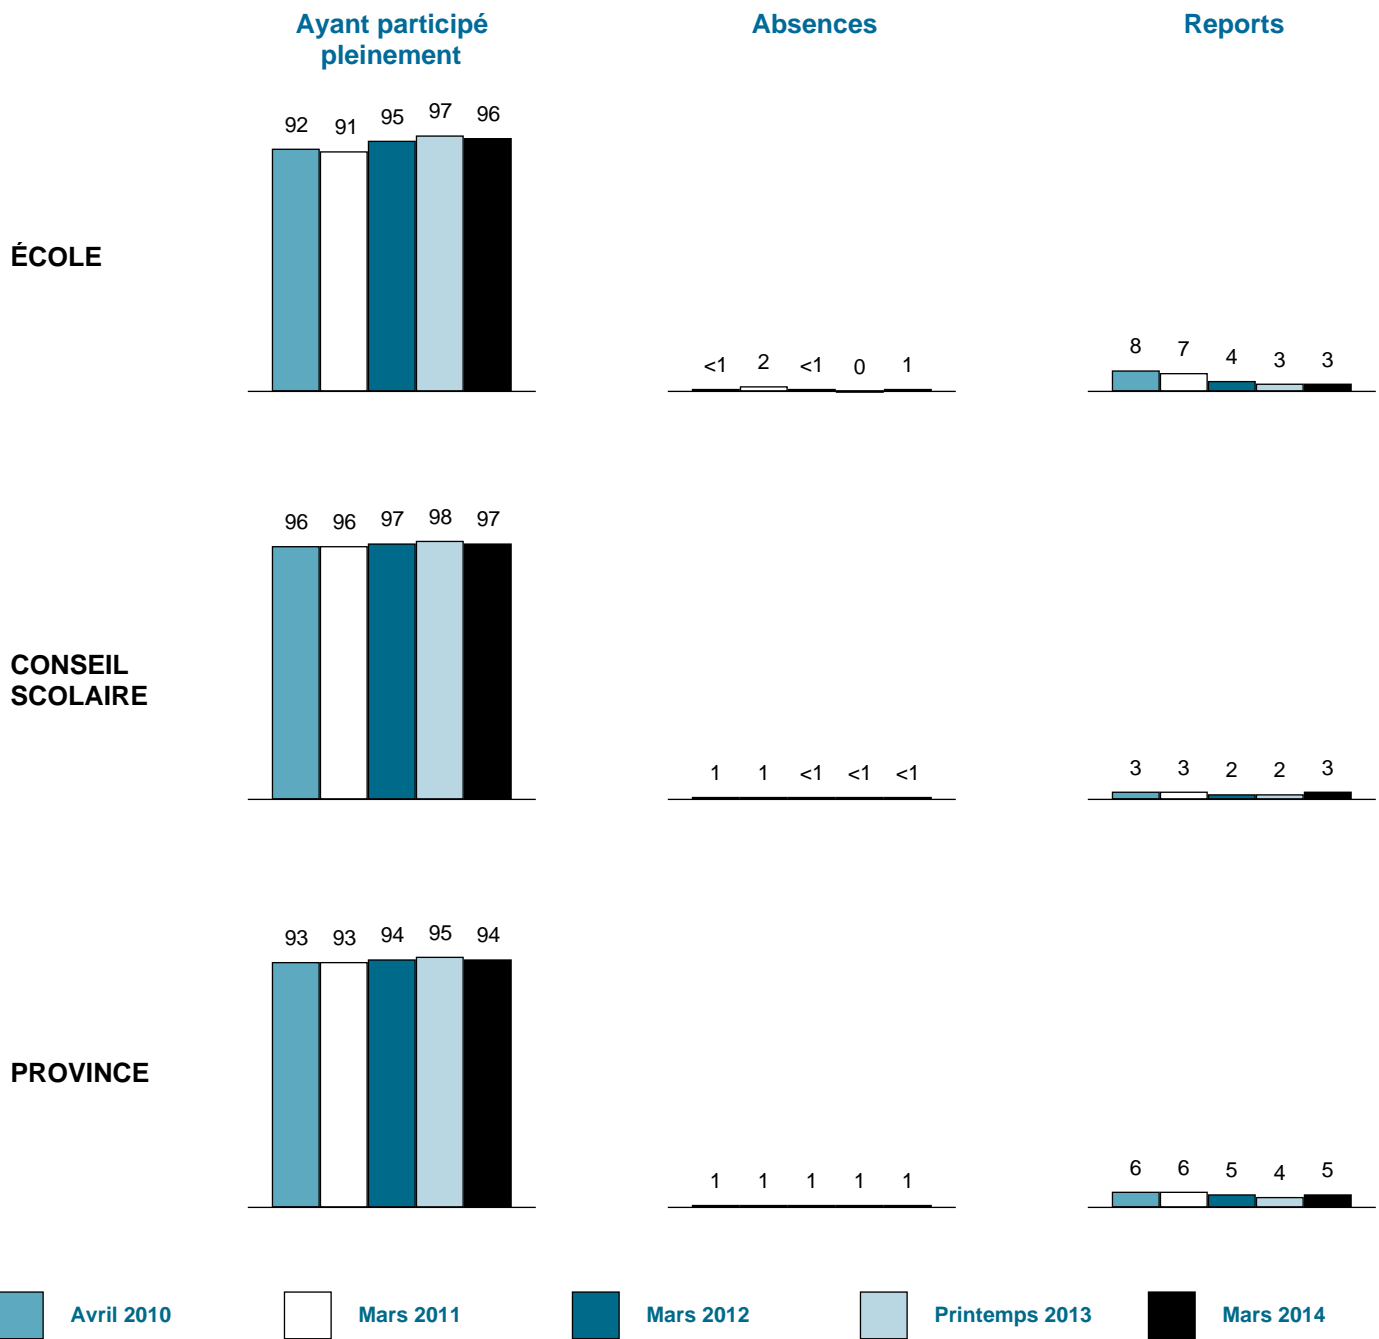 Ayant participé
pleinement
Absences
Reports
ÉCOLE
92 91 95 97 96
<1 2 <1 0 1
8 7 4 3 3
CONSEIL
SCOLAIRE
96 96 97 98 97
1 1 <1 <1 <1
3 3 2 2 3
PROVINCE
93 93 94 95 94
1 1 1 1 1
6 6 5 4 5
Avril 2010 Mars 2011 Mars 2012 Printemps 2013 Mars 2014